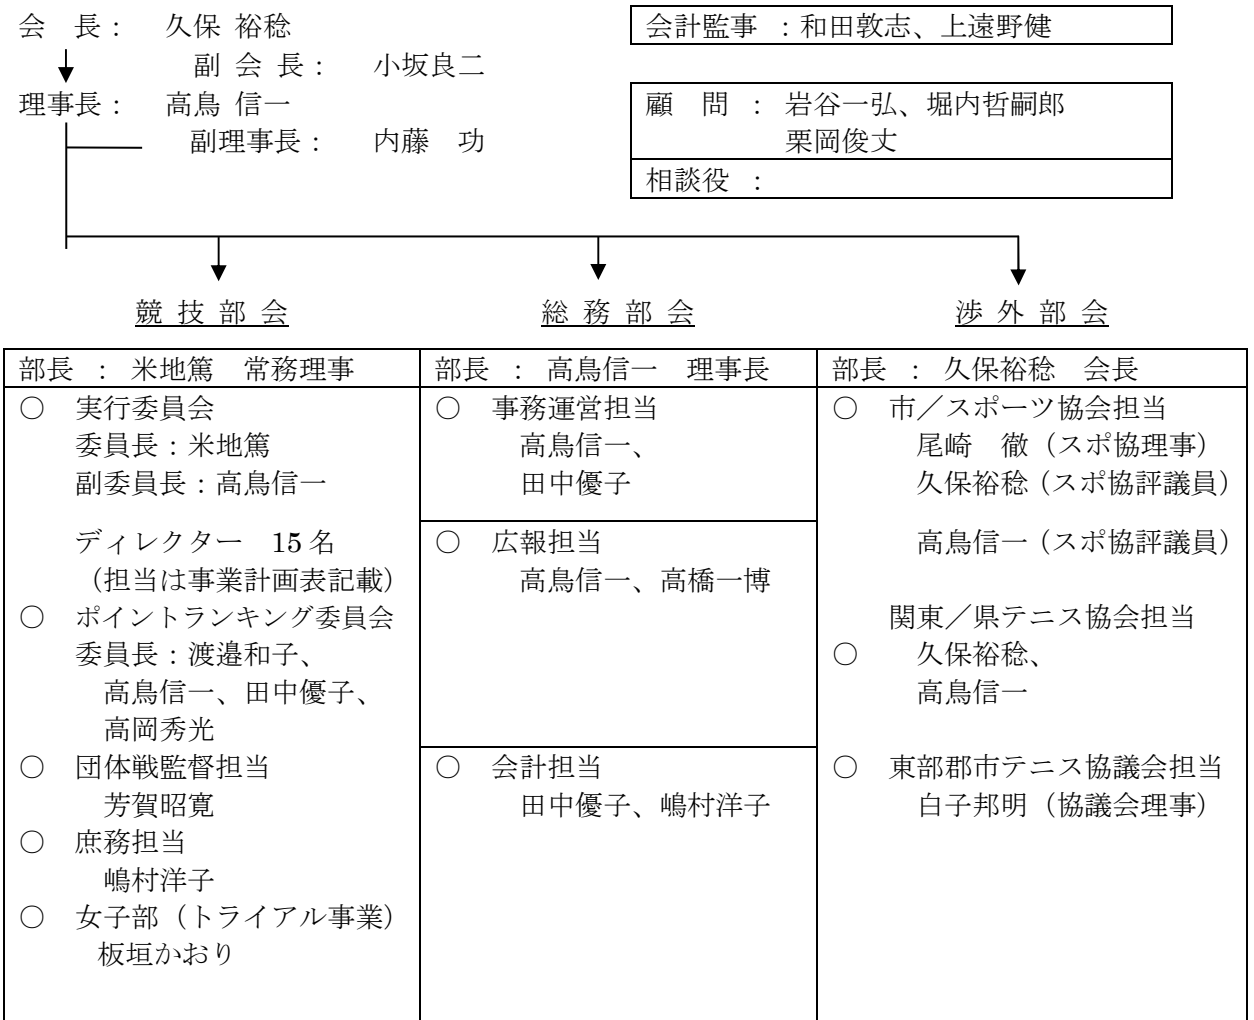 会　長：　久保 裕稔
副 会 長：　小坂良二
理事長：　高鳥 信一
副理事長：　内藤　功
会計監事 ：和田敦志、上遠野健
顧　問 ： 岩谷一弘、堀内哲嗣郎
栗岡俊丈
相談役 ：
競 技 部 会
総 務 部 会
渉 外 部 会
部長 ： 米地篤　常務理事
○　実行委員会
委員長：米地篤
副委員長：高鳥信一
ディレクター　15 名
（担当は事業計画表記載）
○　ポイントランキング委員会
委員長：渡邉和子、
高鳥信一、田中優子、
高岡秀光
○　団体戦監督担当
芳賀昭寛
○　庶務担当
嶋村洋子
○　女子部（トライアル事業）
板垣かおり
部長 ： 高鳥信一　理事長
○　事務運営担当
高鳥信一、
田中優子
○　広報担当
高鳥信一、高橋一博
○　会計担当
田中優子、嶋村洋子
部長 ： 久保裕稔　会長
○　市／スポーツ協会担当
尾崎　徹（スポ協理事）
久保裕稔（スポ協評議員）
高鳥信一（スポ協評議員）
関東／県テニス協会担当
○　久保裕稔、
高鳥信一
○　東部郡市テニス協議会担当
白子邦明（協議会理事）